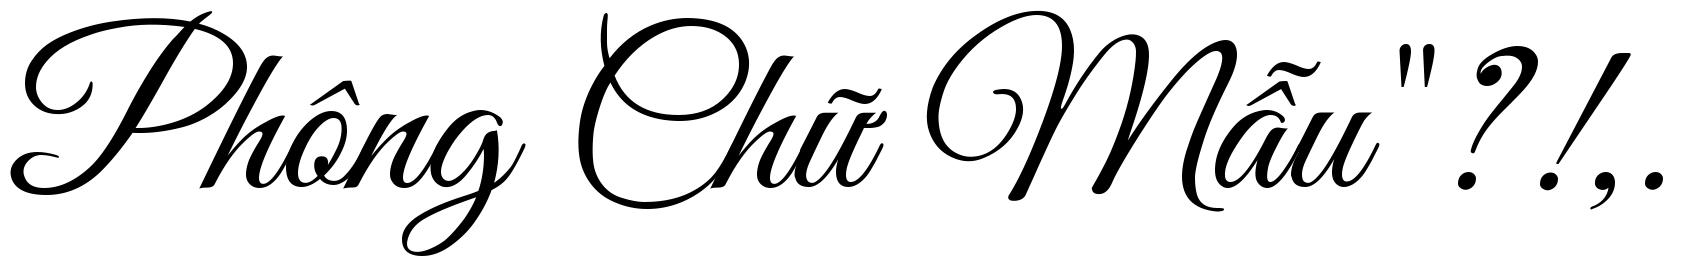 Phông Chữ Mẫu " ? ! , .